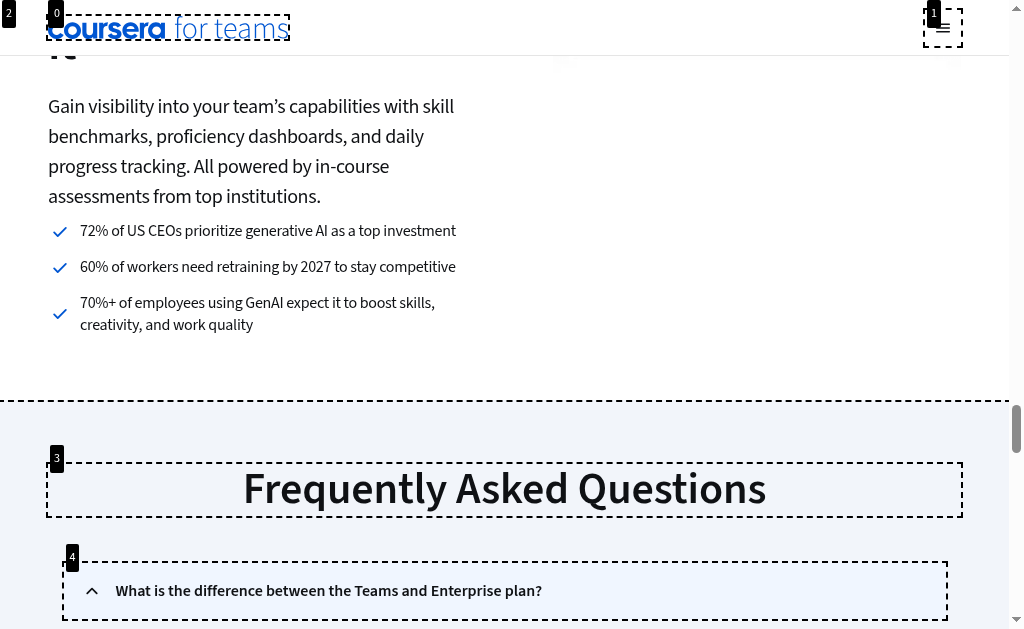 2
0
coursera for teams
1
Gain visibility into your team’s capabilities with skill
benchmarks, proficiency dashboards, and daily
progress tracking. All powered by in-course
assessments from top institutions.
72% of US CEOs prioritize generative AI as a top investment
60% of workers need retraining by 2027 to stay competitive
70%+ of employees using GenAI expect it to boost skills,
creativity, and work quality
3
Frequently Asked Questions
4
What is the difference between the Teams and Enterprise plan?